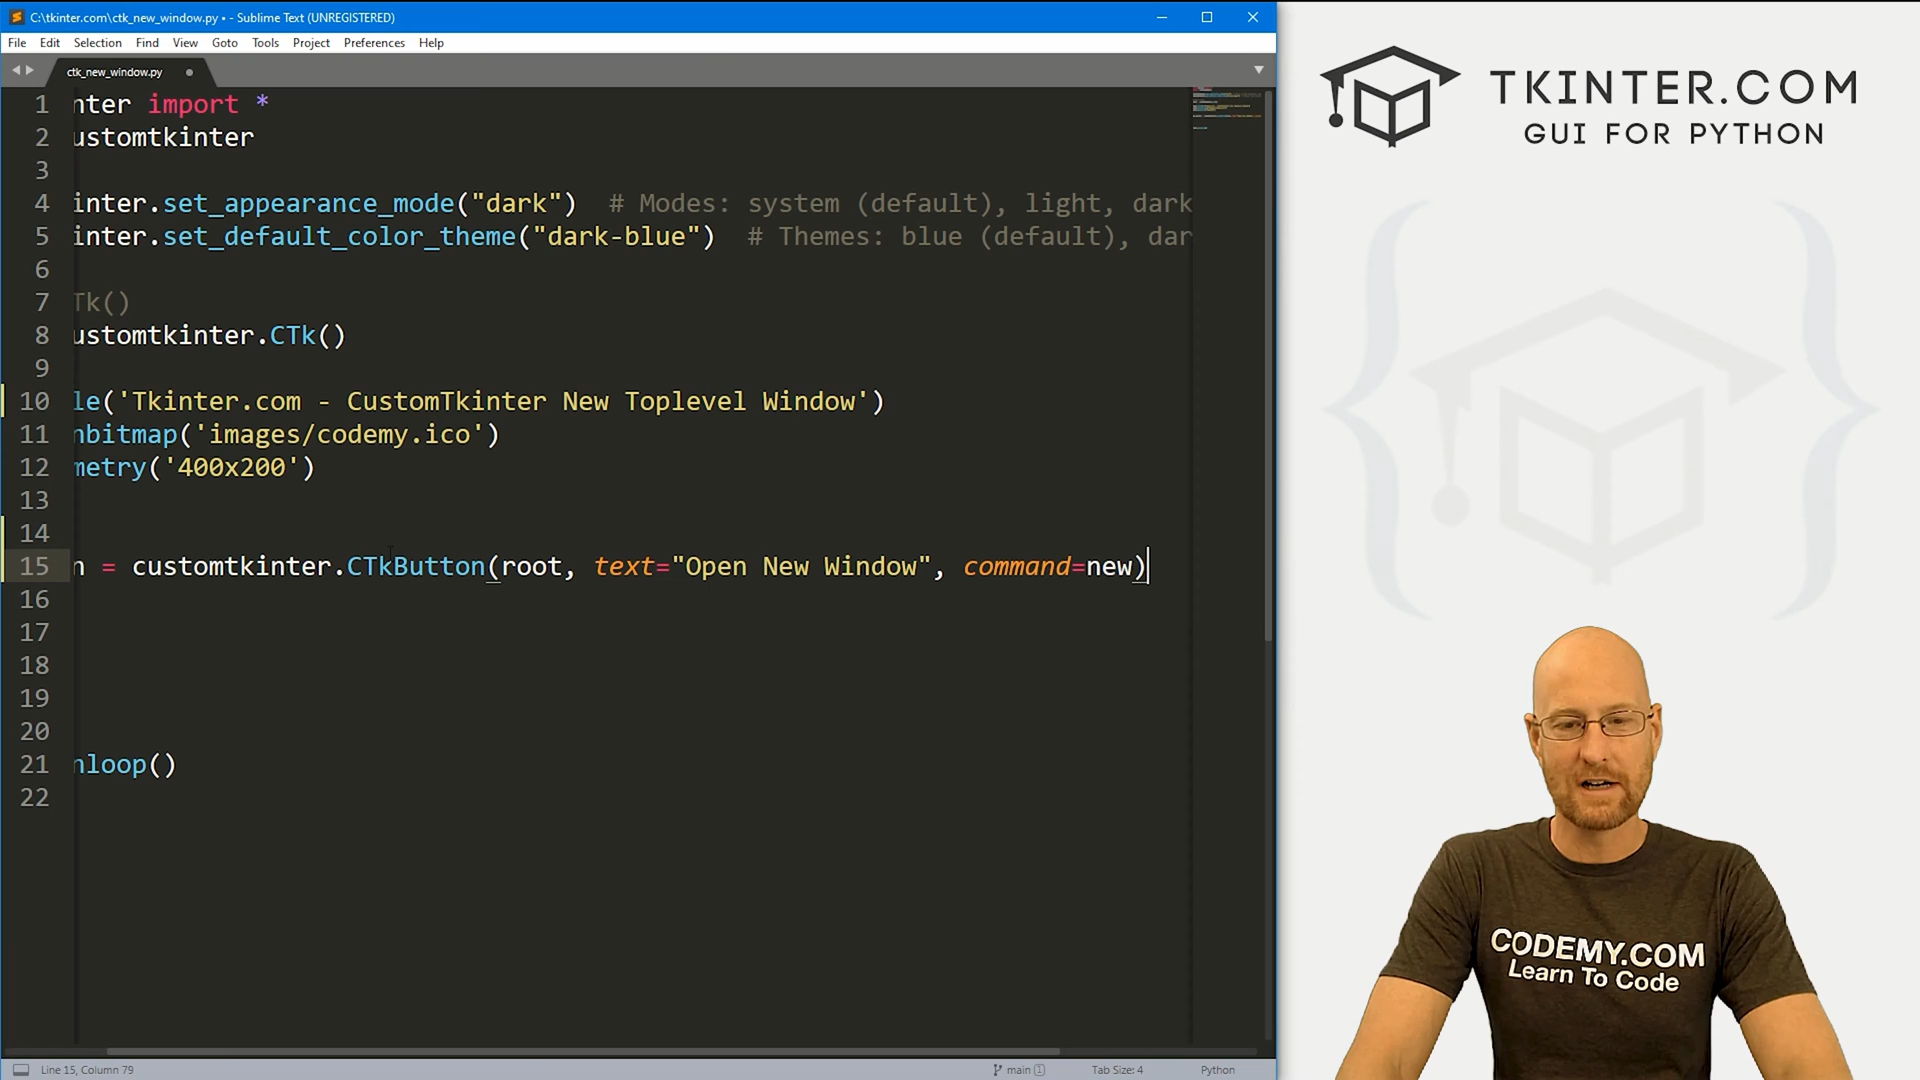 C:\tkinter.com\ctk_new_window.py • - Sublime Text (UNREGISTERED)
File Edit Selection Find View Goto Tools Project Preferences Help
ctk_new_window.py
1 nter import *
2 ustomtkinter
3
4 inter.set_appearance_mode("dark")  # Modes: system (default), light, dark
5 inter.set_default_color_theme("dark-blue")  # Themes: blue (default), dar
6
7 Tk()
8 ustomtkinter.CTk()
9
10 le('Tkinter.com - CustomTkinter New Toplevel Window')
11 nbitmap('images/codemy.ico')
12 metry('400x200')
13
14
15 n = customtkinter.CTkButton(root, text="Open New Window", command=new)
16
17
18
19
20
21 nloop()
22
Line 15, Column 79 main 1 Tab Size: 4 Python
TKINTER.COM
GUI FOR PYTHON
CODEMY.COM
Learn To Code